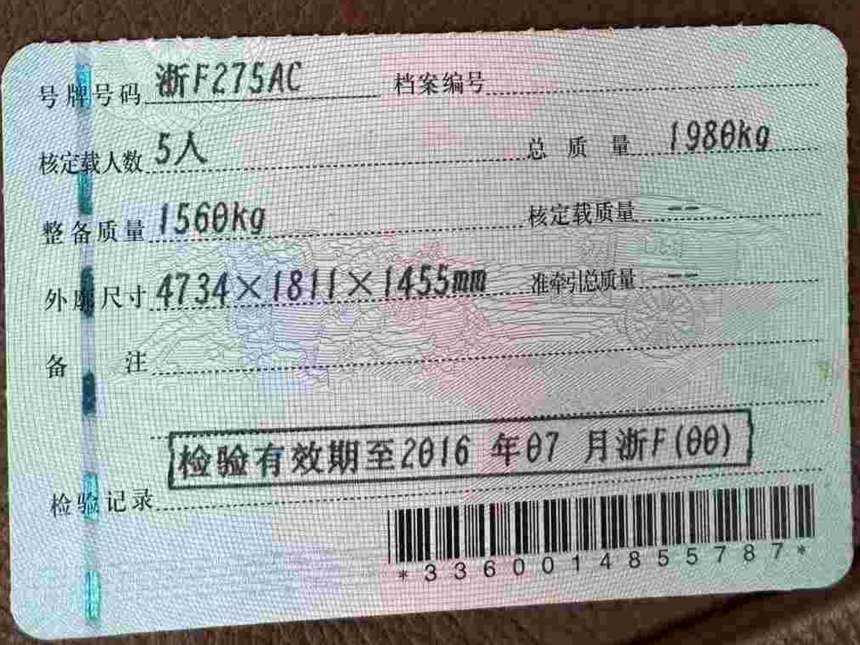 号牌号码 浙F275AC 档案编号
核定载人数 5人 总质量 1980kg
整备质量 1560kg 核定载质量 --
外廓尺寸 4734×1811×1455mm 准牵引总质量 --
备注
检验有效期至2016 年07 月浙F(00)
检验记录
*3360014855787*